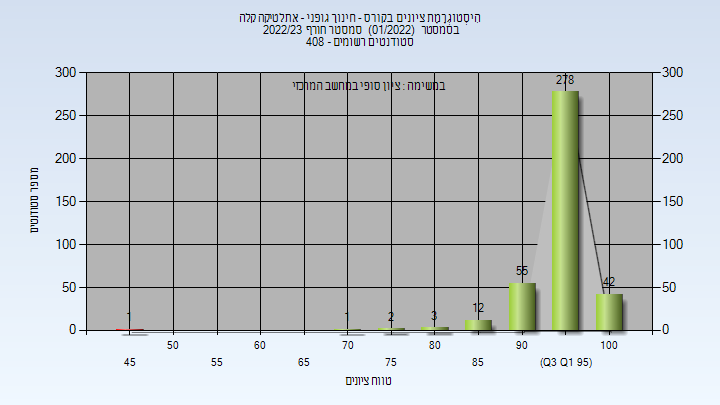 היסטוגרמת ציונים בקורס - חינוך גופני - אתלטיקה קלה
בסמסטר (01/2022) סמסטר חורף 2022/23
סטודנטים רשומים - 408
במשימה : ציון סופי במחשב המרכזי
300 300
250 250
200 200
150 150
100 100
50 50
0 0
מספר סטודנטים
1 1 2 3 12 55 278 42
50 60 70 80 90 100
45 55 65 75 85 (Q3 Q1 95)
טווח ציונים